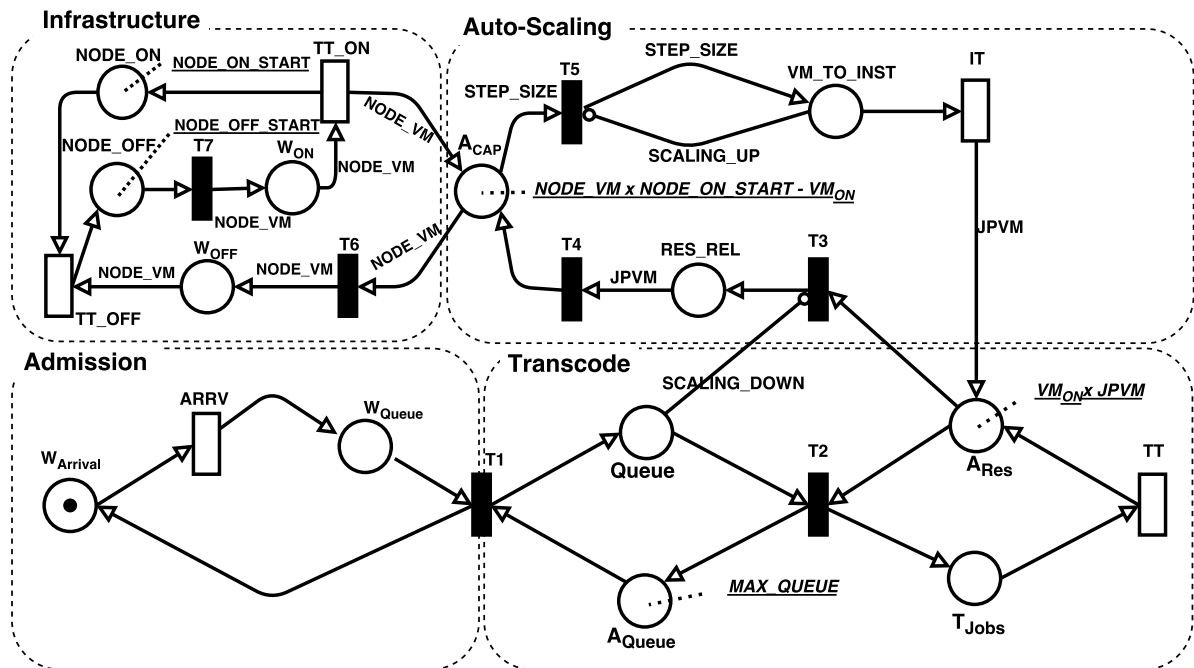 Infrastructure
Auto-Scaling
NODE_ON
NODE_ON_START
TT_ON
NODE_VM
NODE_OFF_START
NODE_OFF
T7
WON
NODE_VM
NODE_VM
WOFF
T6
NODE_VM
NODE_VM
NODE_VM
TT_OFF
STEP_SIZE
T5
STEP_SIZE
VM_TO_INST
IT
SCALING_UP
ACAP
NODE_VM x NODE_ON_START - VMON
JPVM
T4
JPVM
RES_REL
T3
Admission
Transcode
SCALING_DOWN
VMONx JPVM
ARRV
WQueue
WArrival
T1
Queue
T2
ARes
TT
MAX_QUEUE
AQueue
TJobs